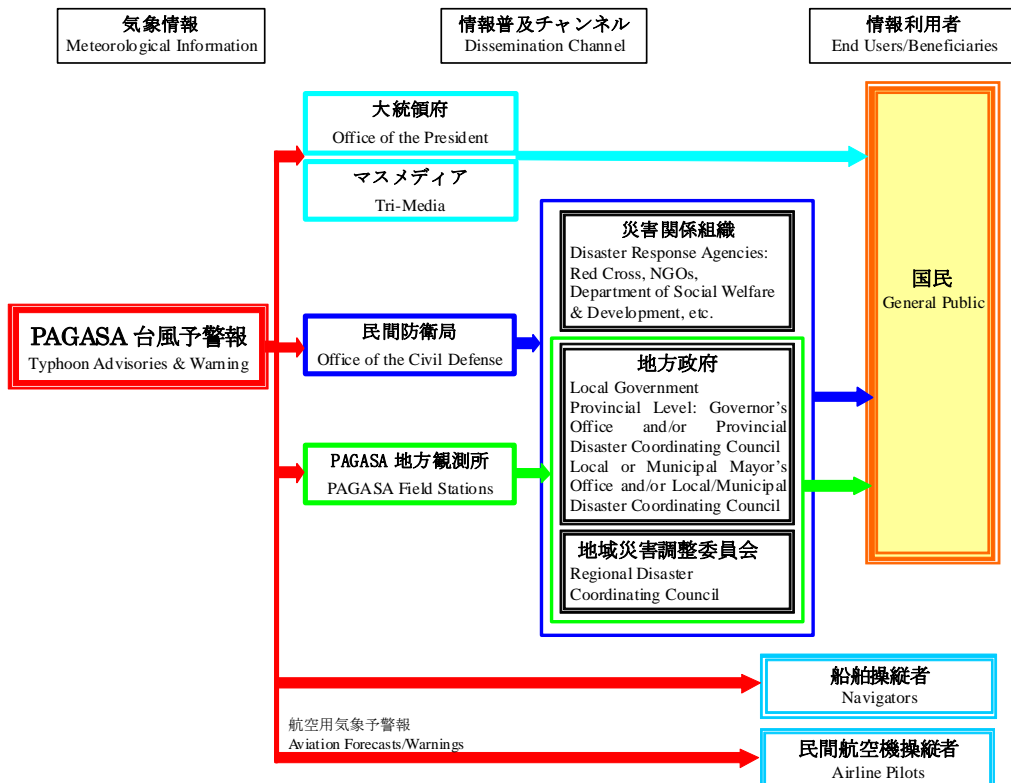 気象情報
Meteorological Information
情報普及チャンネル
Dissemination Channel
情報利用者
End Users/Beneficiaries
大統領府
Office of the President
マスメディア
Tri-Media
災害関係組織
Disaster Response Agencies:
Red Cross, NGOs,
Department of Social Welfare
& Development, etc.
国民
General Public
PAGASA 台風予警報
Typhoon Advisories & Warning
民間防衛局
Office of the Civil Defense
地方政府
Local Government
Provincial Level: Governor's
Office and/or Provincial
Disaster Coordinating Council
Local or Municipal Mayor's
Office and/or Local/Municipal
Disaster Coordinating Council
PAGASA 地方観測所
PAGASA Field Stations
地域災害調整委員会
Regional Disaster
Coordinating Council
船舶操縦者
Navigators
航空用気象予警報
Aviation Forecasts/Warnings
民間航空機操縦者
Airline Pilots